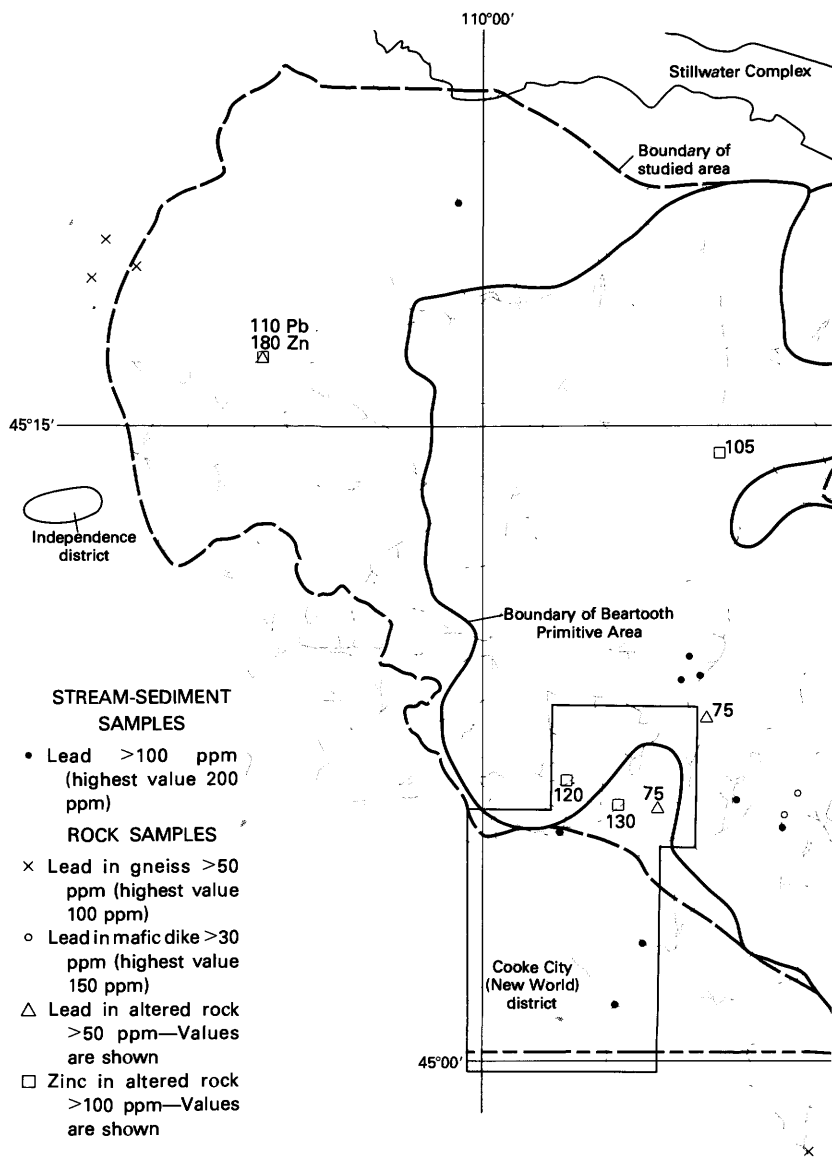 110°00'
Stillwater Complex
Boundary of
studied area
110 Pb
180 Zn
45°15'
105
Independence
district
Boundary of Beartooth
Primitive Area
75
120
130
75
Cooke City
(New World)
district
45°00'
STREAM-SEDIMENT
SAMPLES
• Lead >100 ppm
(highest value 200
ppm)
ROCK SAMPLES
× Lead in gneiss >50
ppm (highest value
100 ppm)
○ Lead in mafic dike >30
ppm (highest value
150 ppm)
△ Lead in altered rock
>50 ppm—Values
are shown
□ Zinc in altered rock
>100 ppm—Values
are shown